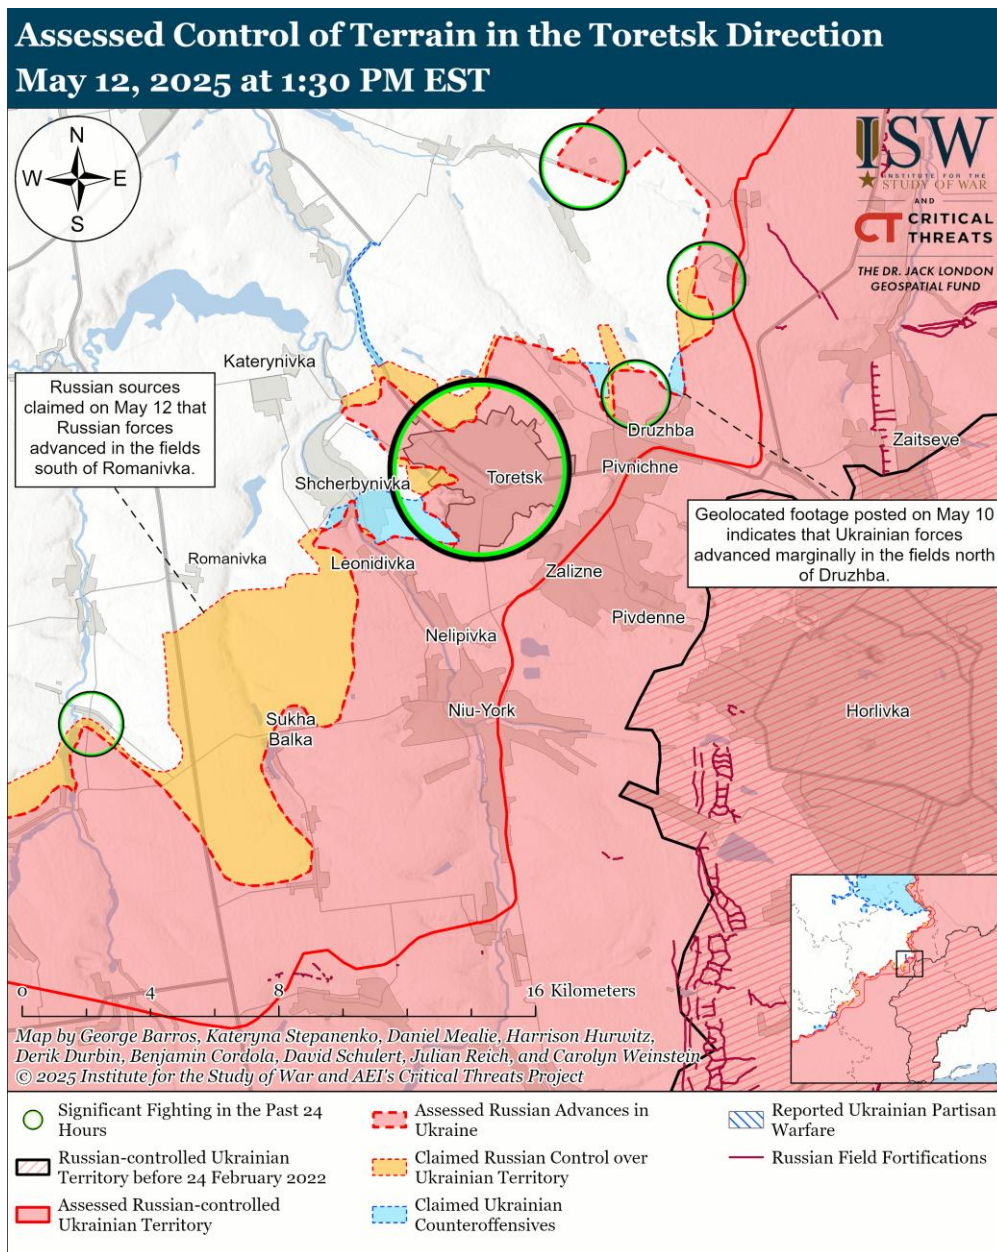 Assessed Control of Terrain in the Toretsk Direction
May 12, 2025 at 1:30 PM EST
N
W
E
S
ISW
INSTITUTE FOR THE
STUDY OF WAR
AND
CT CRITICAL
THREATS
THE DR. JACK LONDON
GEOSPATIAL FUND
Katerynivka
Russian sources
claimed on May 12 that
Russian forces
advanced in the fields
south of Romanivka.
Druzhba
Zaitseve
Pivnichne
Shcherbynivka
Toretsk
Geolocated footage posted on May 10
indicates that Ukrainian forces
advanced marginally in the fields north
of Druzhba.
Romanivka
Leonidivka
Zalizne
Pivdenne
Nelipivka
Niu-York
Horlivka
Sukha
Balka
0
4
8
16 Kilometers
Map by George Barros, Kateryna Stepanenko, Daniel Mealie, Harrison Hurwitz,
Derik Durbin, Benjamin Cordola, David Schulert, Julian Reich, and Carolyn Weinstein
© 2025 Institute for the Study of War and AEI's Critical Threats Project
Significant Fighting in the Past 24
Hours
Russian-controlled Ukrainian
Territory before 24 February 2022
Assessed Russian-controlled
Ukrainian Territory
Assessed Russian Advances in
Ukraine
Claimed Russian Control over
Ukrainian Territory
Claimed Ukrainian
Counteroffensives
Reported Ukrainian Partisan
Warfare
Russian Field Fortifications